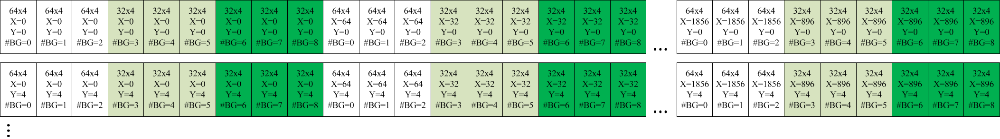 64x4 64x4 64x4 32x4 32x4 32x4 32x4 32x4 32x4 64x4 64x4 64x4 32x4 32x4 32x4 32x4 32x4 32x4 64x4 64x4 64x4 32x4 32x4 32x4 32x4 32x4 32x4
X=0 X=0 X=0 X=0 X=0 X=0 X=0 X=0 X=0 X=64 X=64 X=64 X=32 X=32 X=32 X=32 X=32 X=32 X=1856 X=1856 X=1856 X=896 X=896 X=896 X=896 X=896 X=896
Y=0 Y=0 Y=0 Y=0 Y=0 Y=0 Y=0 Y=0 Y=0 Y=0 Y=0 Y=0 Y=0 Y=0 Y=0 Y=0 Y=0 Y=0 Y=0 Y=0 Y=0 Y=0 Y=0 Y=0 Y=0 Y=0 Y=0
#BG=0 #BG=1 #BG=2 #BG=3 #BG=4 #BG=5 #BG=6 #BG=7 #BG=8 #BG=0 #BG=1 #BG=2 #BG=3 #BG=4 #BG=5 #BG=6 #BG=7 #BG=8 ... #BG=0 #BG=1 #BG=2 #BG=3 #BG=4 #BG=5 #BG=6 #BG=7 #BG=8
64x4 64x4 64x4 32x4 32x4 32x4 32x4 32x4 32x4 64x4 64x4 64x4 32x4 32x4 32x4 32x4 32x4 32x4 64x4 64x4 64x4 32x4 32x4 32x4 32x4 32x4 32x4
X=0 X=0 X=0 X=0 X=0 X=0 X=0 X=0 X=0 X=64 X=64 X=64 X=32 X=32 X=32 X=32 X=32 X=32 X=1856 X=1856 X=1856 X=896 X=896 X=896 X=896 X=896 X=896
Y=4 Y=4 Y=4 Y=4 Y=4 Y=4 Y=4 Y=4 Y=4 Y=4 Y=4 Y=4 Y=4 Y=4 Y=4 Y=4 Y=4 Y=4 Y=4 Y=4 Y=4 Y=4 Y=4 Y=4 Y=4 Y=4 Y=4
#BG=0 #BG=1 #BG=2 #BG=3 #BG=4 #BG=5 #BG=6 #BG=7 #BG=8 #BG=0 #BG=1 #BG=2 #BG=3 #BG=4 #BG=5 #BG=6 #BG=7 #BG=8 ... #BG=0 #BG=1 #BG=2 #BG=3 #BG=4 #BG=5 #BG=6 #BG=7 #BG=8
⋮